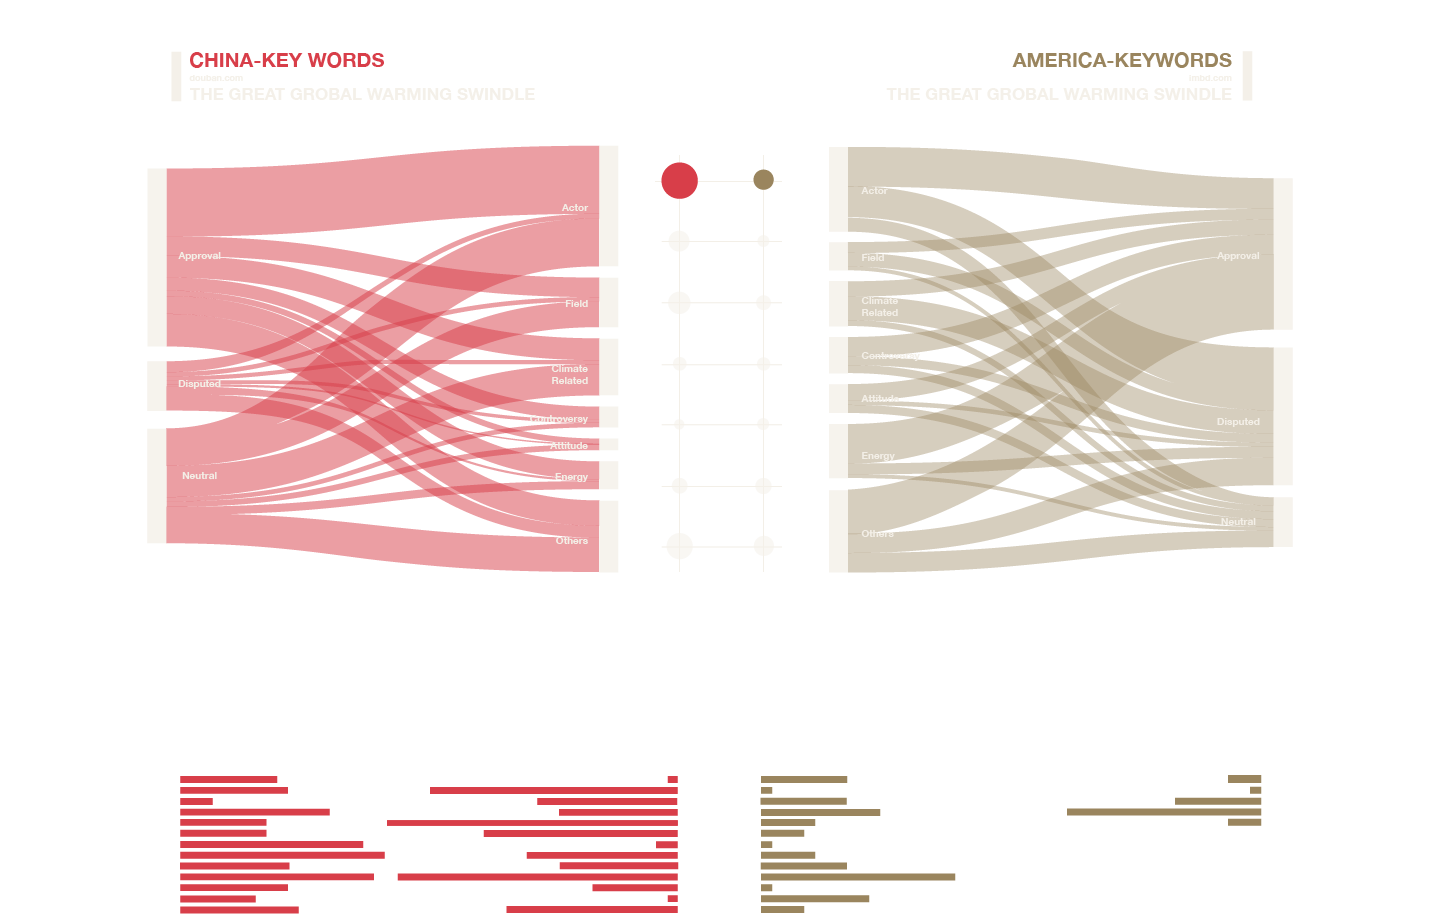 CHINA-KEY WORDS
douban.com
THE GREAT GROBAL WARMING SWINDLE
AMERICA-KEYWORDS
imbd.com
THE GREAT GROBAL WARMING SWINDLE
Approval
Disputed
Neutral
Actor
Field
Climate
Related
Controversy
Attitude
Energy
Others
Actor
Field
Climate
Related
Controversy
Attitude
Energy
Others
Approval
Disputed
Neutral